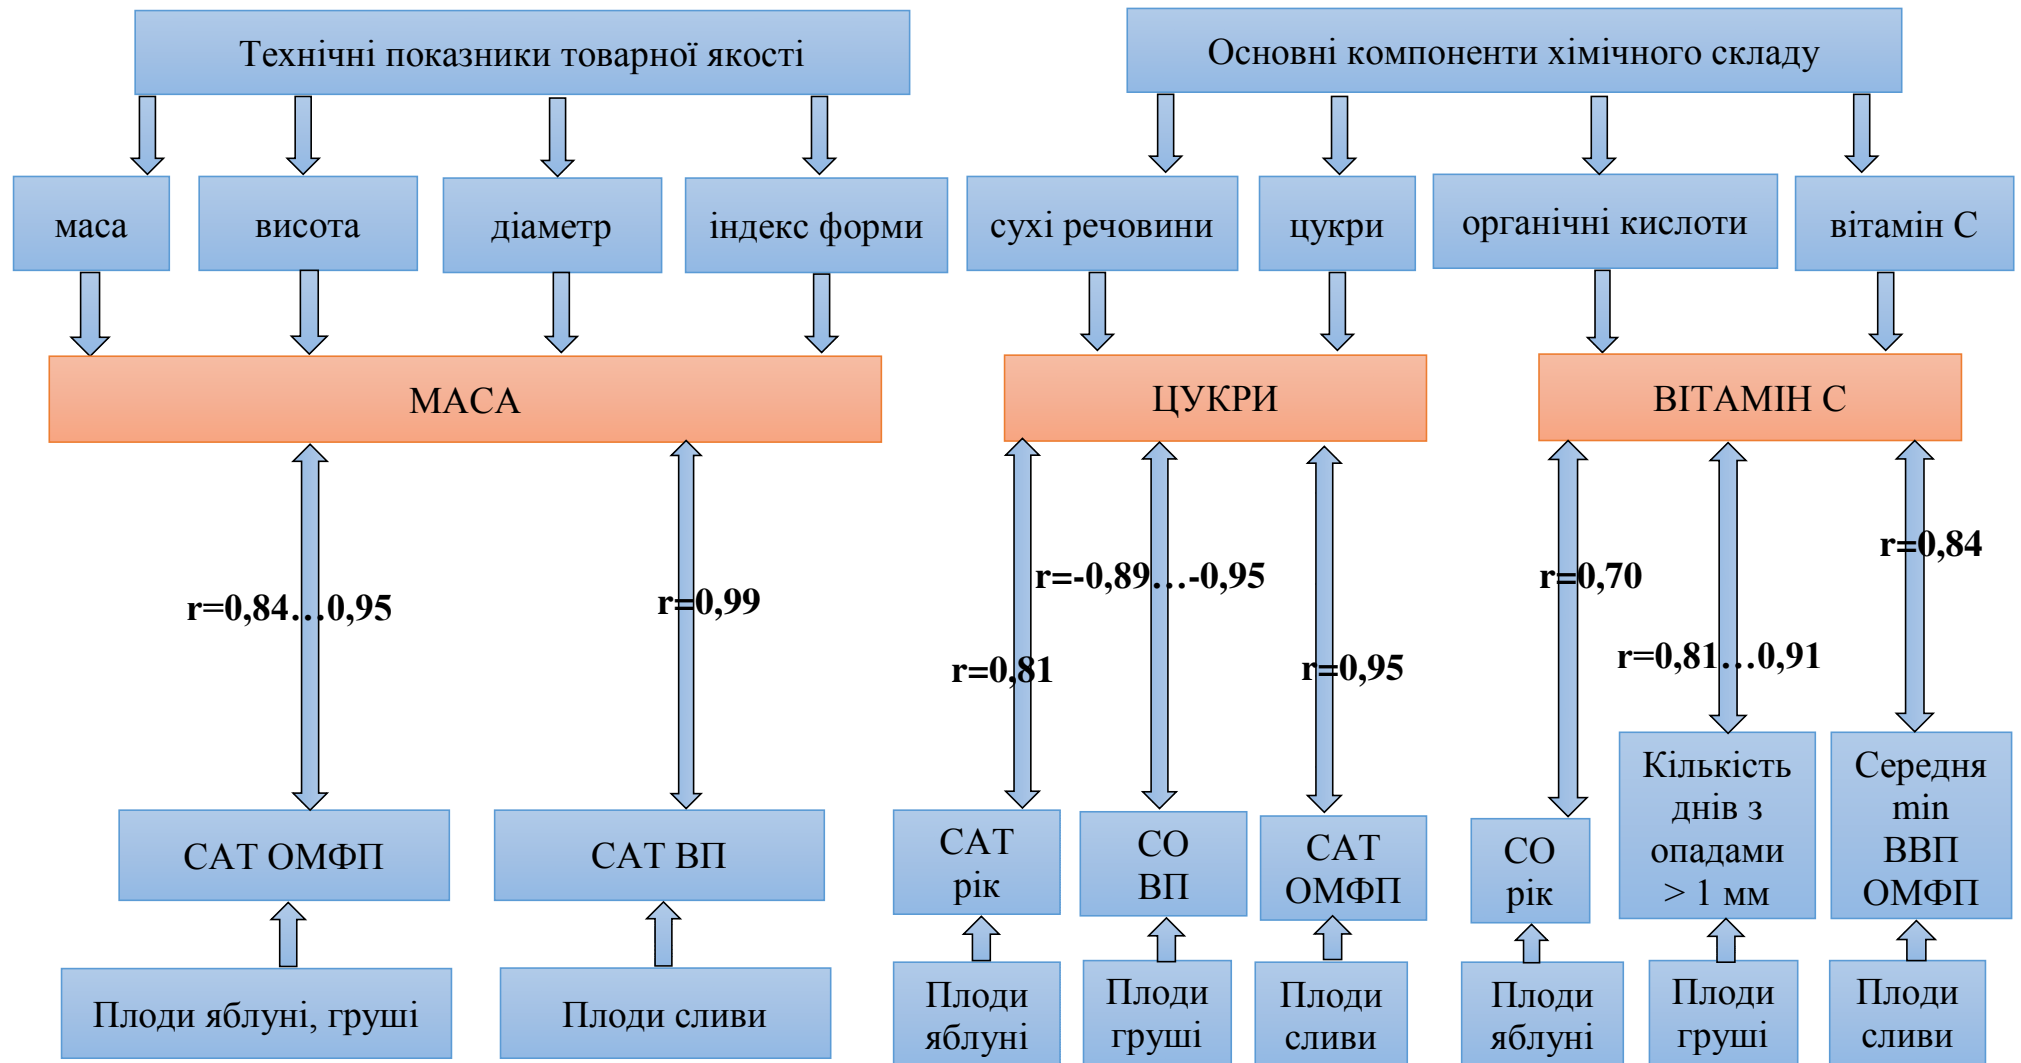 Технічні показники товарної якості
Основні компоненти хімічного складу
маса
висота
діаметр
індекс форми
сухі речовини
цукри
органічні кислоти
вітамін С
МАСА
ЦУКРИ
ВІТАМІН С
r=0,84…0,95
r=0,99
r=0,81
r=-0,89…-0,95
r=0,95
r=0,70
r=0,81…0,91
r=0,84
САТ ОМФП
САТ ВП
САТ
рік
СО
ВП
САТ
ОМФП
СО
рік
Кількість
днів з
опадами
> 1 мм
Середня
min
ВВП
ОМФП
Плоди яблуні, груші
Плоди сливи
Плоди
яблуні
Плоди
груші
Плоди
сливи
Плоди
яблуні
Плоди
груші
Плоди
сливи